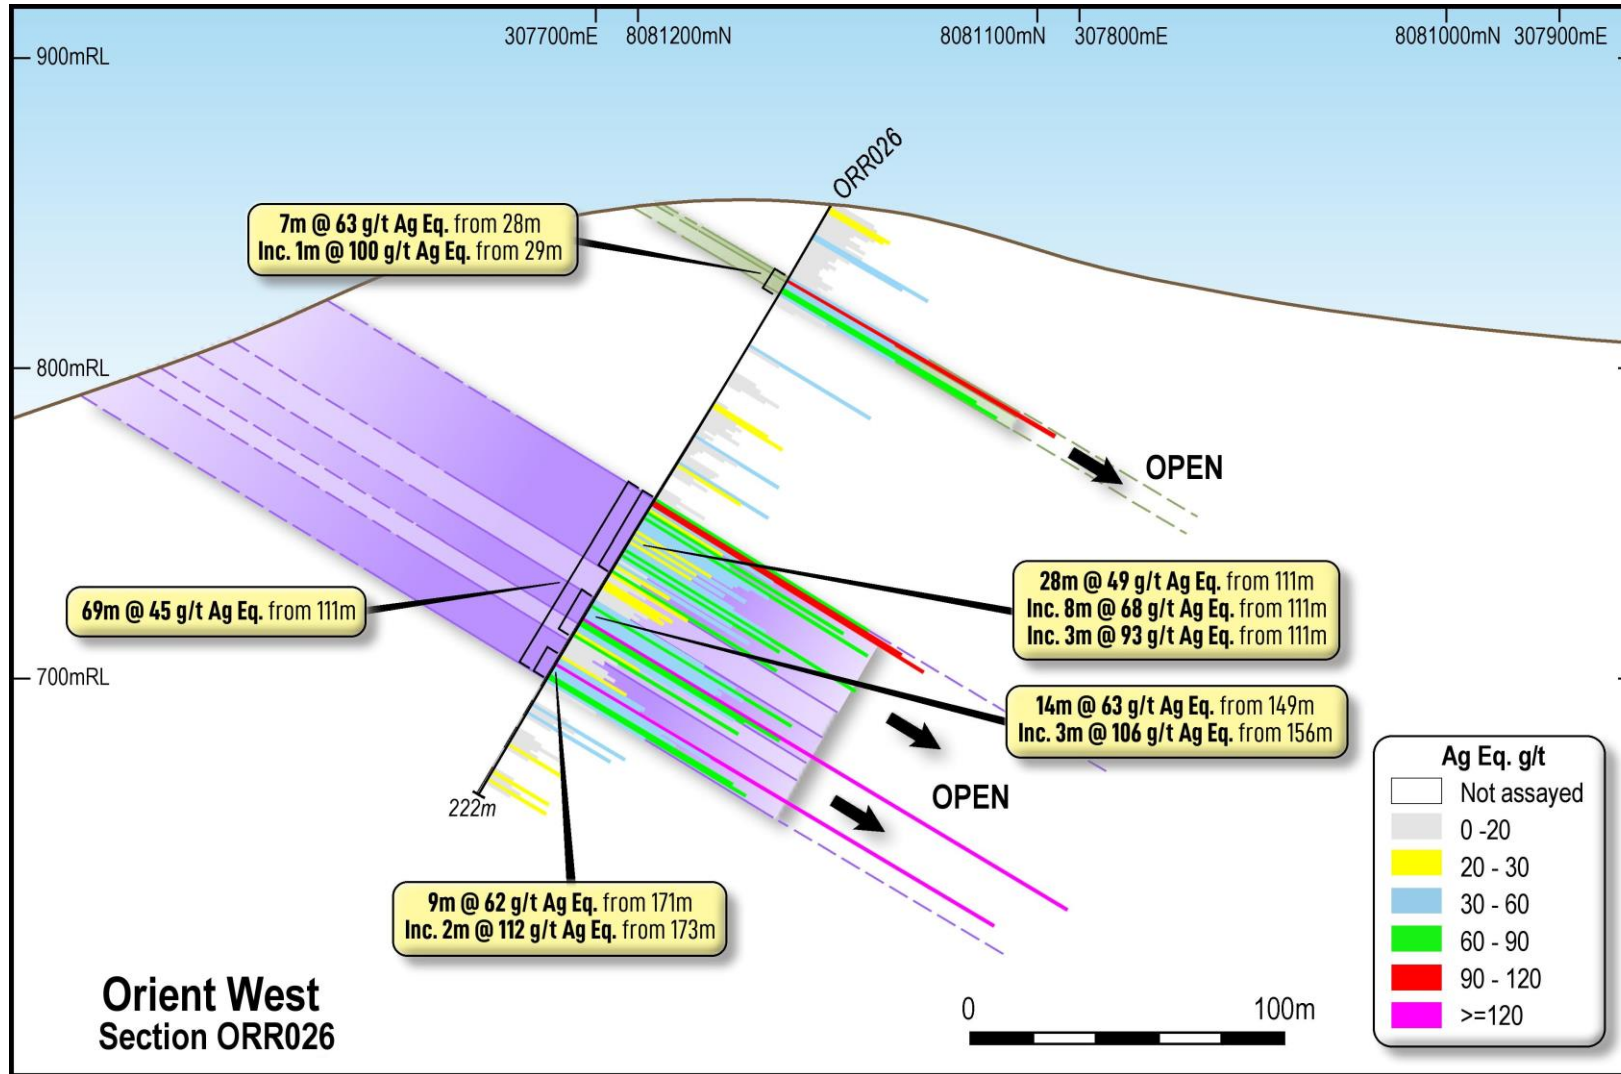 307700mE 8081200mN 8081100mN 307800mE 8081000mN 307900mE
900mRL
ORR026
7m @ 63 g/t Ag Eq. from 28m
Inc. 1m @ 100 g/t Ag Eq. from 29m
800mRL
OPEN
28m @ 49 g/t Ag Eq. from 111m
Inc. 8m @ 68 g/t Ag Eq. from 111m
Inc. 3m @ 93 g/t Ag Eq. from 111m
69m @ 45 g/t Ag Eq. from 111m
700mRL
14m @ 63 g/t Ag Eq. from 149m
Inc. 3m @ 106 g/t Ag Eq. from 156m
OPEN
222m
9m @ 62 g/t Ag Eq. from 171m
Inc. 2m @ 112 g/t Ag Eq. from 173m
Ag Eq. g/t
Not assayed
0 -20
20 - 30
30 - 60
60 - 90
90 - 120
>=120
Orient West
Section ORR026
0 100m